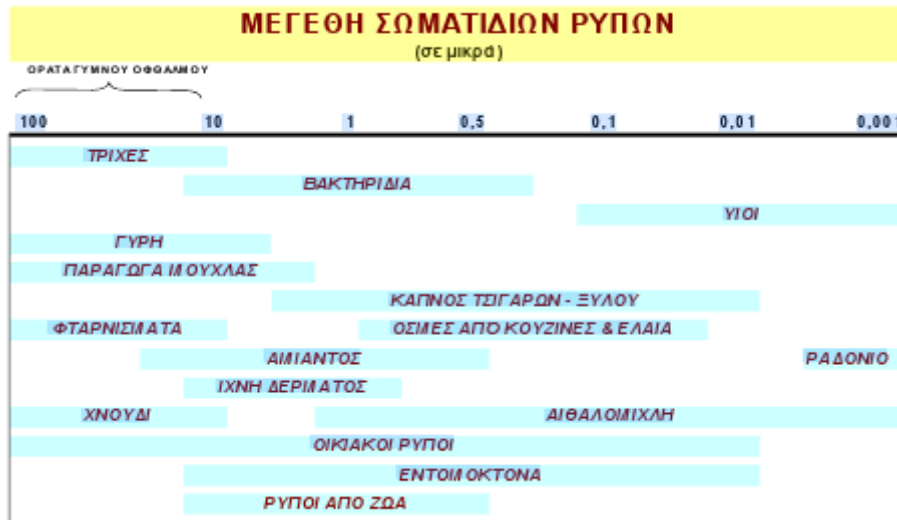 ΜΕΓΕΘΗ ΣΩΜΑΤΙΔΙΩΝ ΡΥΠΩΝ
(σε μικρά)
ΟΡΑΤΑ ΓΥΜΝΟΥ ΟΦΘΑΛΜΟΥ
100 10 1 0,5 0,1 0,01 0,001
ΤΡΙΧΕΣ
ΒΑΚΤΗΡΙΔΙΑ
ΥΙΟΙ
ΓΥΡΗ
ΠΑΡΑΓΩΓΑ ΜΟΥΧΛΑΣ
ΚΑΠΝΟΣ ΤΣΙΓΑΡΩΝ - ΞΥΛΟΥ
ΦΤΑΡΝΙΣΜΑΤΑ ΟΣΜΕΣ ΑΠΟ ΚΟΥΖΙΝΕΣ & ΕΛΑΙΑ
ΑΜΙΑΝΤΟΣ ΡΑΔΟΝΙΟ
ΙΧΝΗ ΔΕΡΜΑΤΟΣ
ΧΝΟΥΔΙ ΑΙΘΑΛΟΜΙΧΛΗ
ΟΙΚΙΑΚΟΙ ΡΥΠΟΙ
ΕΝΤΟΜΟΚΤΟΝΑ
ΡΥΠΟΙ ΑΠΟ ΖΩΑ